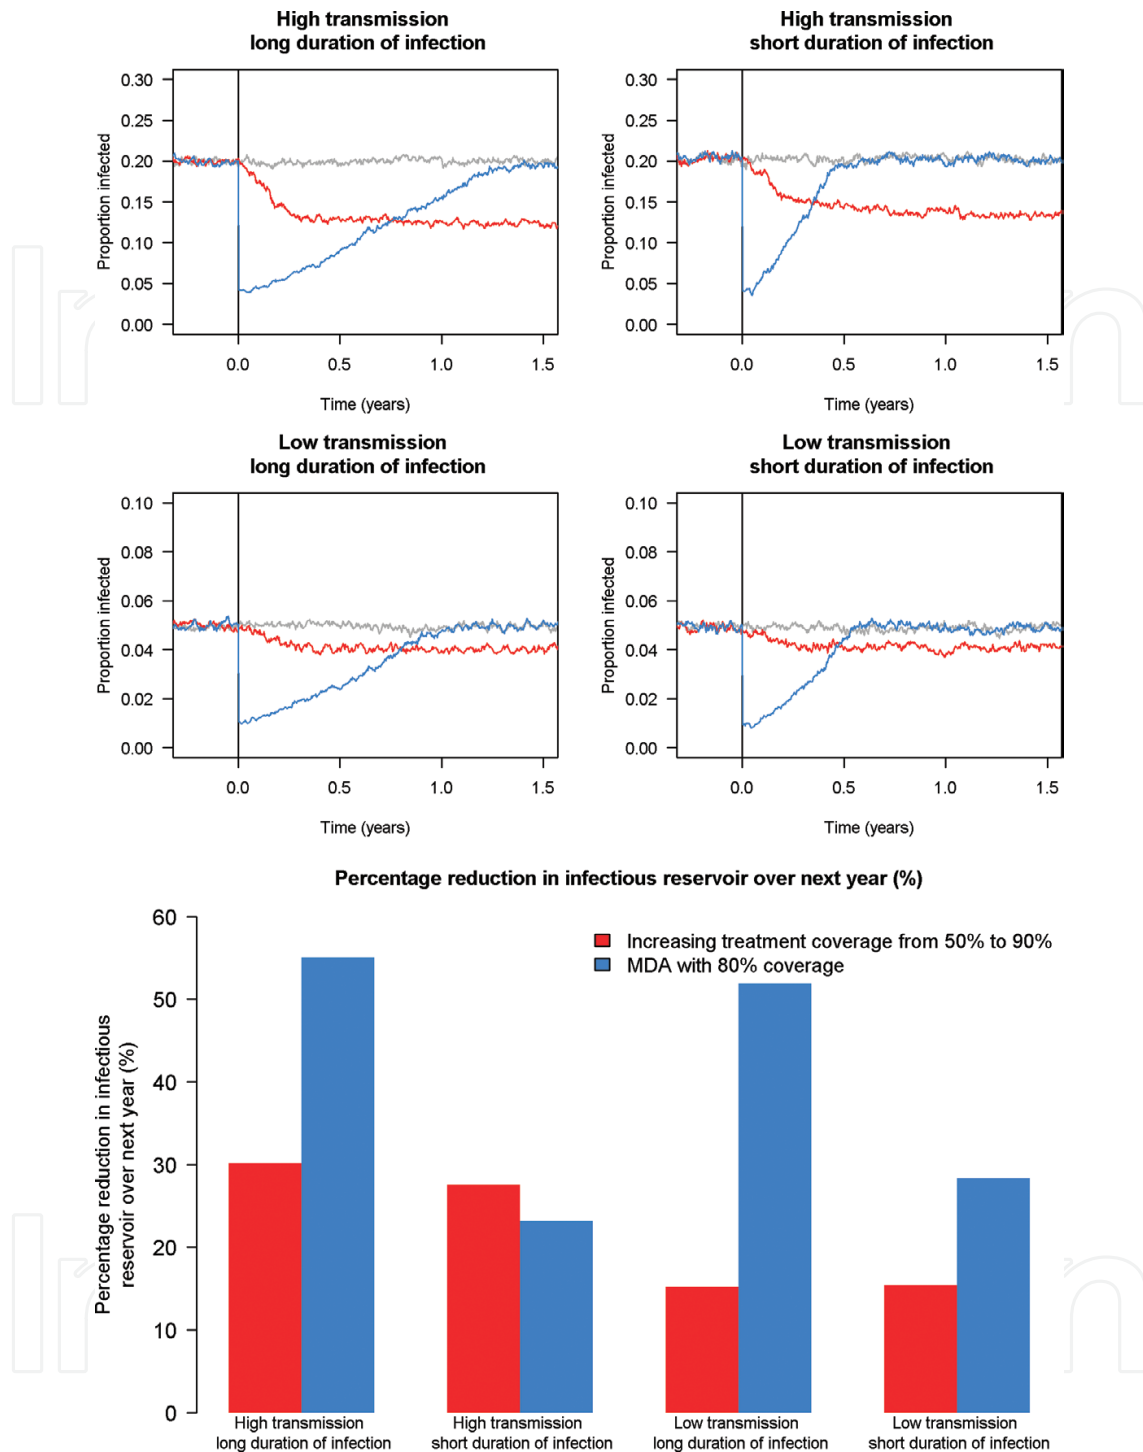 High transmission
long duration of infection
High transmission
short duration of infection
0.30
0.25
0.20
0.15
0.10
0.05
0.00
Proportion infected
0.0 0.5 1.0 1.5
Time (years)
0.30
0.25
0.20
0.15
0.10
0.05
0.00
Proportion infected
0.0 0.5 1.0 1.5
Time (years)
Low transmission
long duration of infection
Low transmission
short duration of infection
0.10
0.08
0.06
0.04
0.02
0.00
Proportion infected
0.0 0.5 1.0 1.5
Time (years)
0.10
0.08
0.06
0.04
0.02
0.00
Proportion infected
0.0 0.5 1.0 1.5
Time (years)
Percentage reduction in infectious reservoir over next year (%)
Percentage reduction in infectious
reservoir over next year (%)
60
50
40
30
20
10
0
Increasing treatment coverage from 50% to 90%
MDA with 80% coverage
High transmission
long duration of infection
High transmission
short duration of infection
Low transmission
long duration of infection
Low transmission
short duration of infection